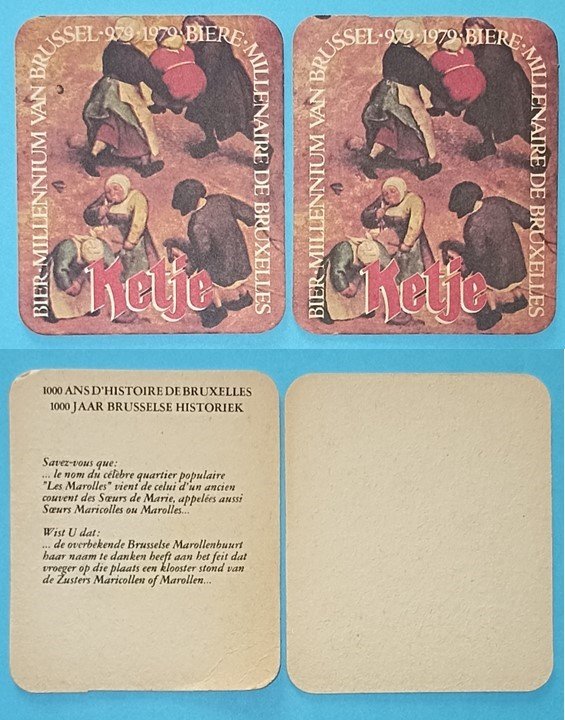 BIER·MILLENNIUM VAN BRUSSEL·979·1979·BIERE·MILLENAIRE DE BRUXELLES
Ketje
BIER·MILLENNIUM VAN BRUSSEL·979·1979·BIERE·MILLENAIRE DE BRUXELLES
Ketje
1000 ANS D'HISTOIRE DE BRUXELLES
1000 JAAR BRUSSELSE HISTORIEK
Savez-vous que:
... le nom du célèbre quartier populaire
"Les Marolles" vient de celui d'un ancien
couvent des Sœurs de Marie, appelées aussi
Sœurs Maricolles ou Marolles...
Wist U dat:
... de overbekende Brusselse Marollenbuurt
haar naam te danken heeft aan het feit dat
vroeger op die plaats een klooster stond van
de Zusters Maricollen of Marollen...